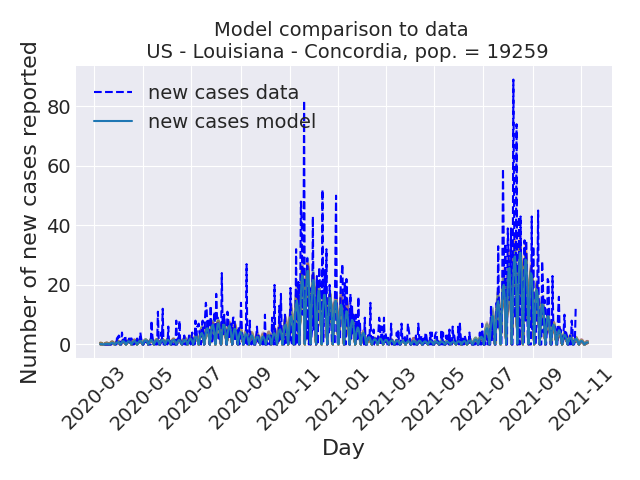 Model comparison to data
US - Louisiana - Concordia, pop. = 19259
Number of new cases reported
new cases data
new cases model
80
60
40
20
0
2020-03
2020-05
2020-07
2020-09
2020-11
2021-01
2021-03
2021-05
2021-07
2021-09
2021-11
Day